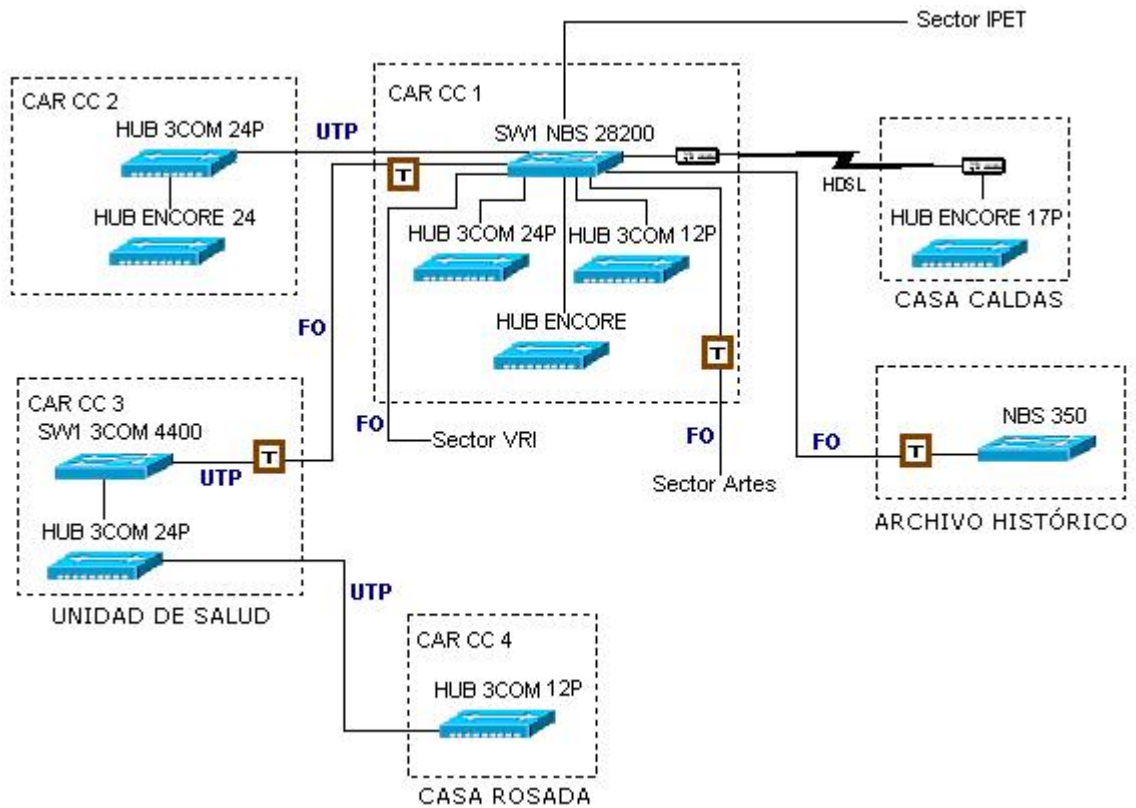 Sector IPET
CAR CC 2
HUB 3COM 24P
HUB ENCORE 24
UTP
CAR CC 1
SW1 NBS 28200
T
HUB 3COM 24P
HUB 3COM 12P
HUB ENCORE
T
HDSL
HUB ENCORE 17P
CASA CALDAS
FO
FO
Sector VRI
FO
Sector Artes
FO
T
NBS 350
ARCHIVO HISTÓRICO
CAR CC 3
SW1 3COM 4400
UTP
T
HUB 3COM 24P
UNIDAD DE SALUD
UTP
CAR CC 4
HUB 3COM 12P
CASA ROSADA